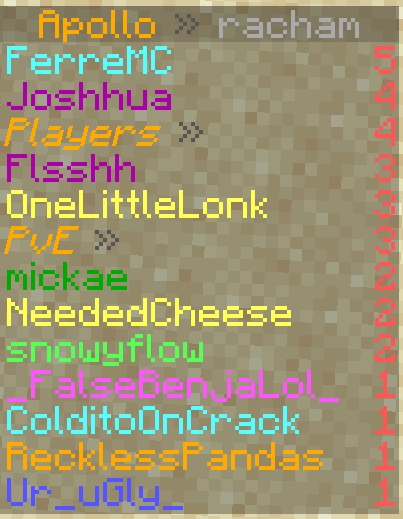 Apollo » racham
FerreMC 5
Joshhua 4
Players » 4
Flsshh 3
OneLittleLonk 3
PvE » 3
mickae 2
NeededCheese 2
snowyflow 2
_FalseBenjaLol_ 1
ColditoOnCrack 1
RecklessPandas 1
Ur_uGly_ 1